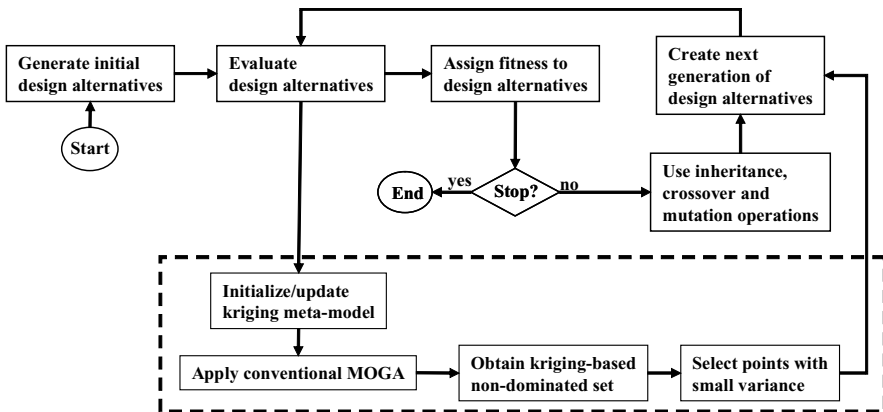 Generate initial
design alternatives
Evaluate
design alternatives
Assign fitness to
design alternatives
Create next
generation of
design alternatives
Start
End
yes
Stop?
no
Use inheritance,
crossover and
mutation operations
Initialize/update
kriging meta-model
Apply conventional MOGA
Obtain kriging-based
non-dominated set
Select points with
small variance